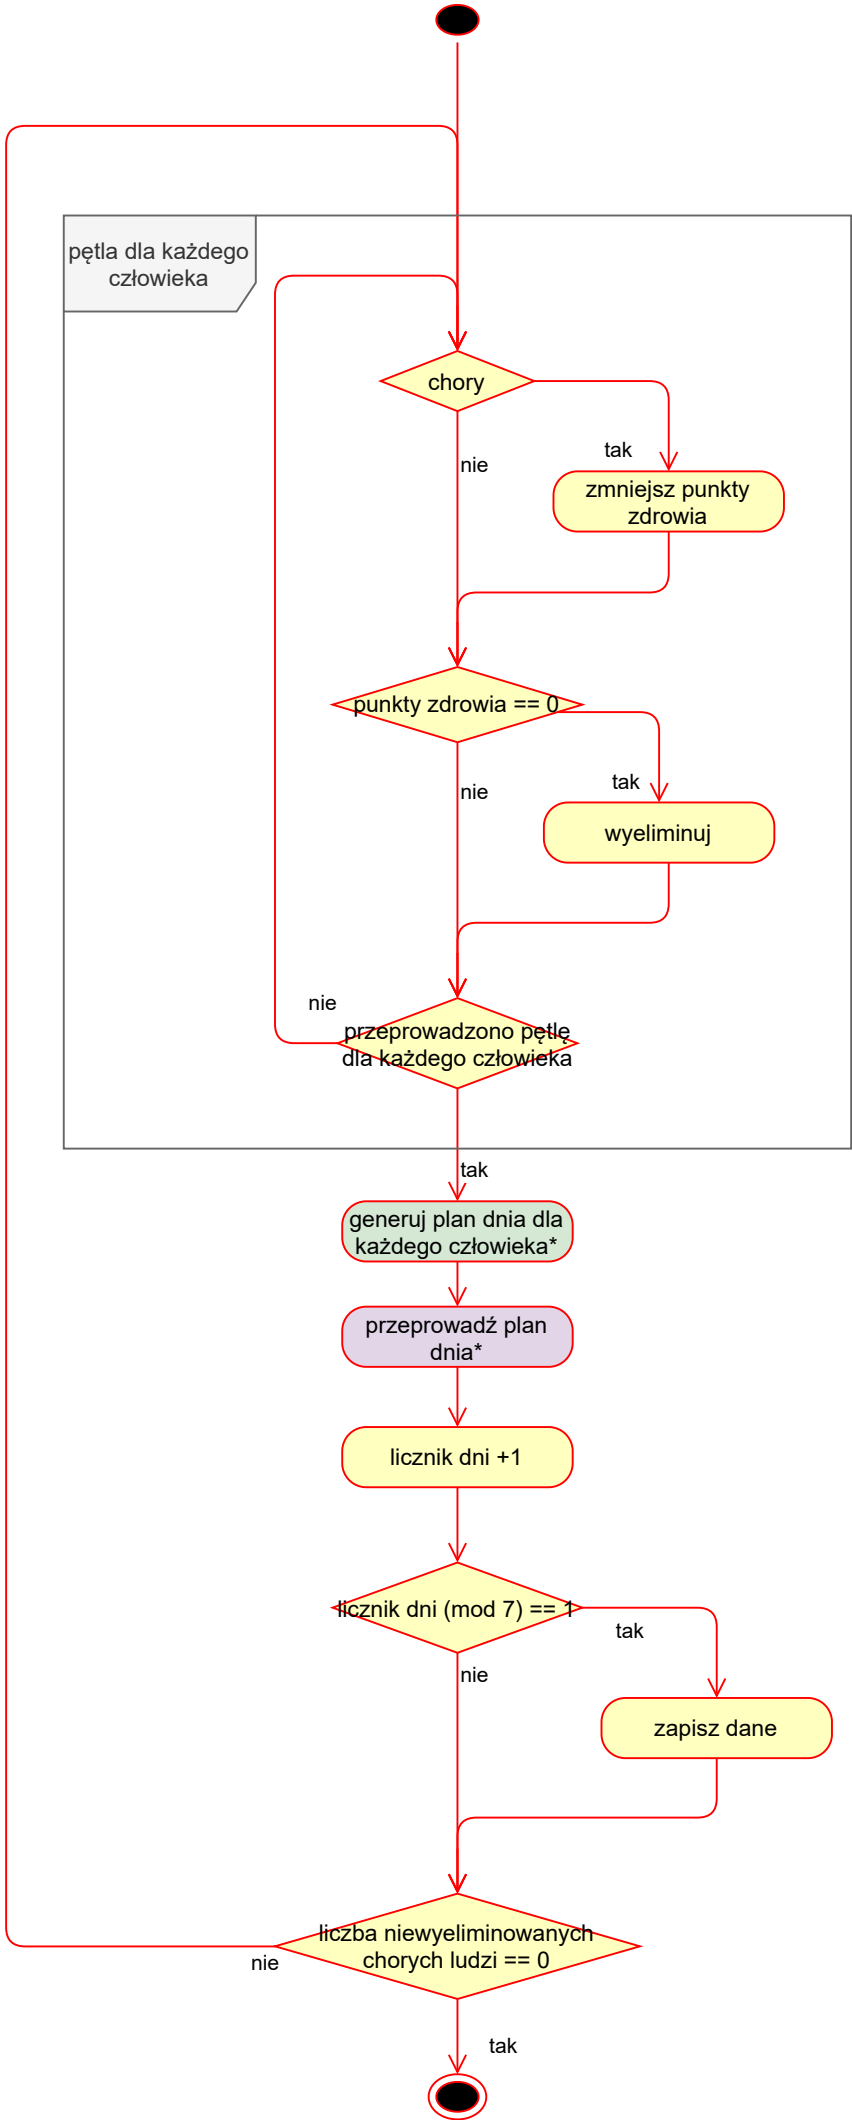 pętla dla każdego
człowieka
chory
tak
nie
zmniejsz punkty
zdrowia
punkty zdrowia == 0
tak
nie
wyeliminuj
nie
przeprowadzono pętlę
dla każdego człowieka
tak
generuj plan dnia dla
każdego człowieka*
przeprowadź plan
dnia*
licznik dni +1
licznik dni (mod 7) == 1
tak
nie
zapisz dane
liczba niewyeliminowanych
chorych ludzi == 0
nie
tak